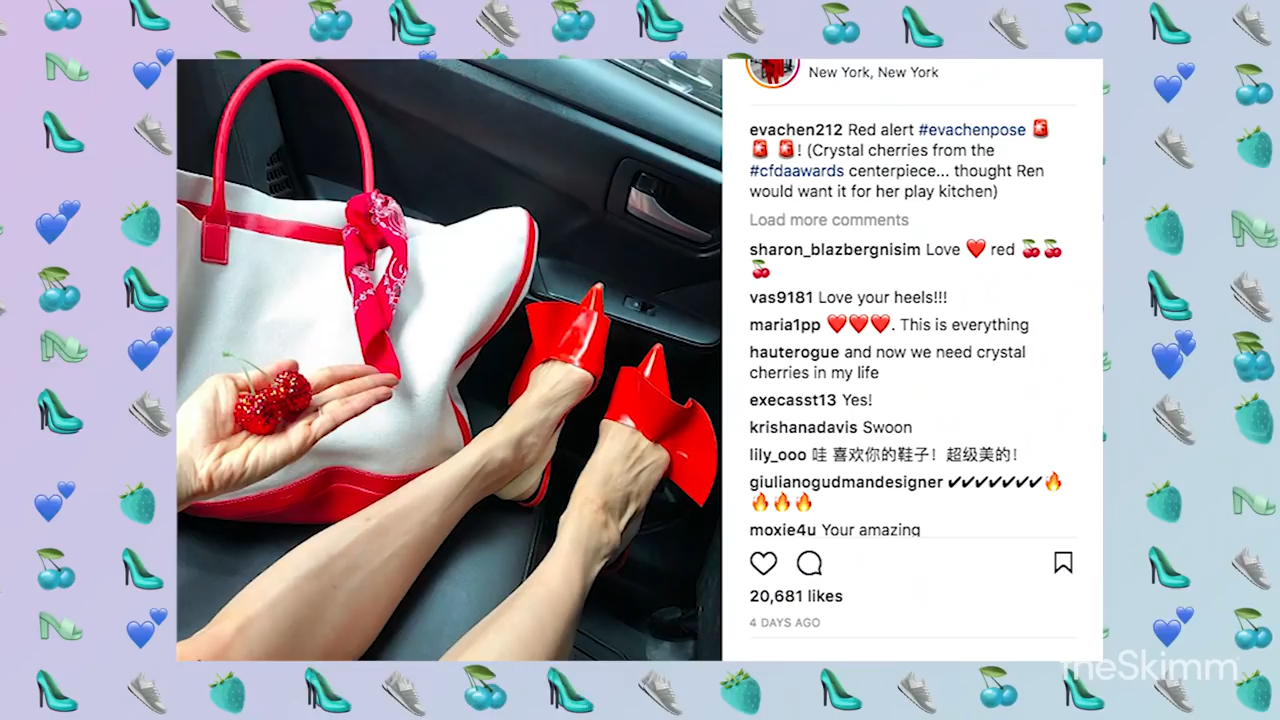 New York, New York
evachen212 Red alert #evachenpose 🚨
🚨 🚨! (Crystal cherries from the
#cfdaawards centerpiece... thought Ren
would want it for her play kitchen)
Load more comments
sharon_blazbergnisim Love ❤️ red 🍒🍒
🍒
vas9181 Love your heels!!!
maria1pp ❤️❤️❤️. This is everything
hauterogue and now we need crystal
cherries in my life
execasst13 Yes!
krishanadavis Swoon
lily_ooo 哇 喜欢你的鞋子！超级美的！
giulianogudmandesigner ✔✔✔✔✔✔✔🔥
🔥🔥🔥
moxie4u Your amazing
20,681 likes
4 DAYS AGO
theSkimm